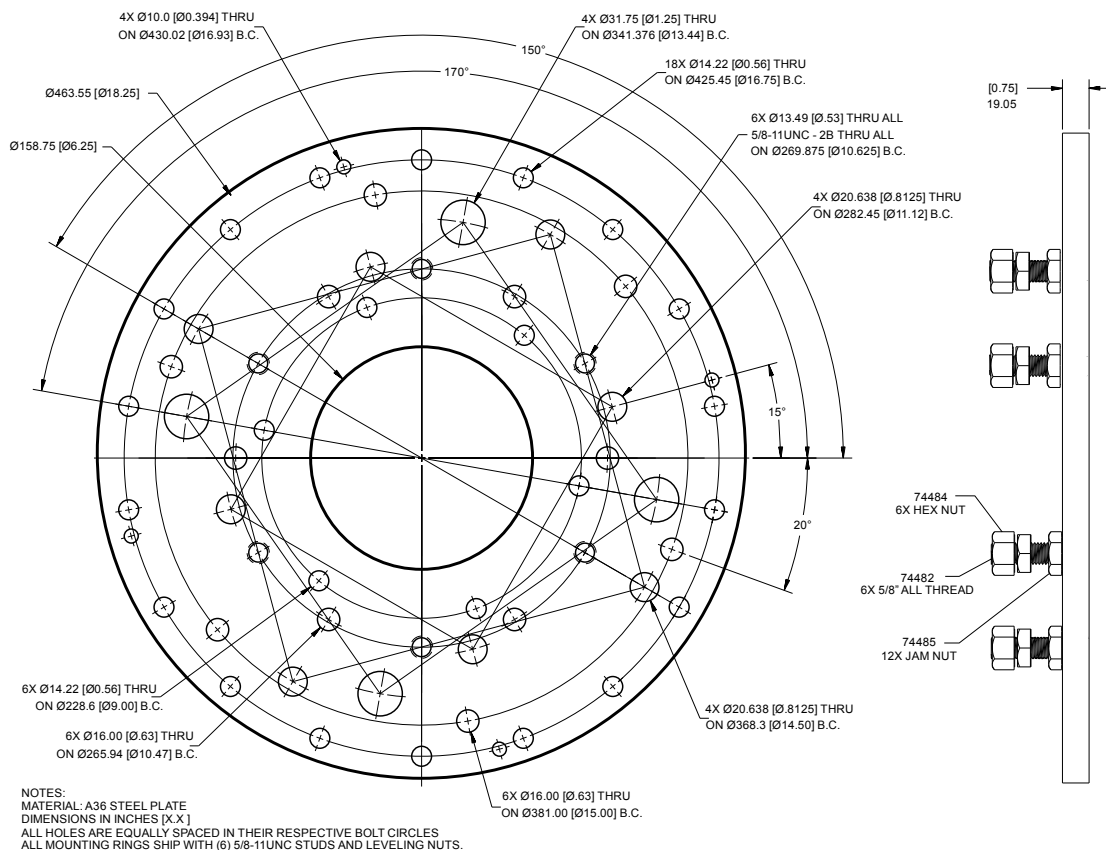 4X Ø10.0 [Ø0.394] THRU
ON Ø430.02 [Ø16.93] B.C.
4X Ø31.75 [Ø1.25] THRU
ON Ø341.376 [Ø13.44] B.C.
150°
170°
18X Ø14.22 [Ø0.56] THRU
ON Ø425.45 [Ø16.75] B.C.
Ø463.55 [Ø18.25]
Ø158.75 [Ø6.25]
6X Ø13.49 [Ø.53] THRU ALL
5/8-11UNC - 2B THRU ALL
ON Ø269.875 [Ø10.625] B.C.
4X Ø20.638 [Ø.8125] THRU
ON Ø282.45 [Ø11.12] B.C.
[0.75]
19.05
15°
20°
74484
6X HEX NUT
74482
6X 5/8" ALL THREAD
74485
12X JAM NUT
6X Ø14.22 [Ø0.56] THRU
ON Ø228.6 [Ø9.00] B.C.
6X Ø16.00 [Ø.63] THRU
ON Ø265.94 [Ø10.47] B.C.
4X Ø20.638 [Ø.8125] THRU
ON Ø368.3 [Ø14.50] B.C.
6X Ø16.00 [Ø.63] THRU
ON Ø381.00 [Ø15.00] B.C.
NOTES:
MATERIAL: A36 STEEL PLATE
DIMENSIONS IN INCHES [X.X ]
ALL HOLES ARE EQUALLY SPACED IN THEIR RESPECTIVE BOLT CIRCLES
ALL MOUNTING RINGS SHIP WITH (6) 5/8-11UNC STUDS AND LEVELING NUTS.